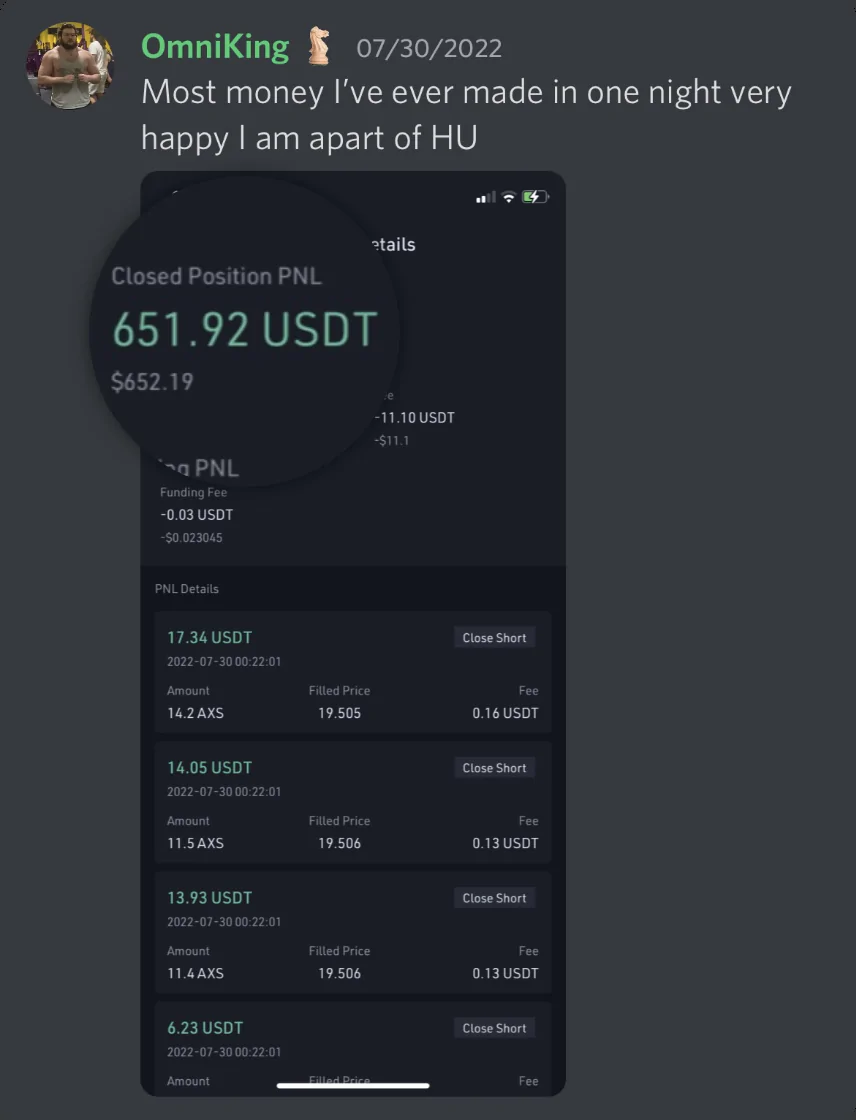 OmniKing 07/30/2022
Most money I've ever made in one night very
happy I am apart of HU
etails
Closed Position PNL
651.92 USDT
$652.19
-11.10 USDT
-$11.1
PNL
Funding Fee
-0.03 USDT
-$0.023045
PNL Details
17.34 USDT Close Short
2022-07-30 00:22:01
Amount Filled Price Fee
14.2 AXS 19.505 0.16 USDT
14.05 USDT Close Short
2022-07-30 00:22:01
Amount Filled Price Fee
11.5 AXS 19.506 0.13 USDT
13.93 USDT Close Short
2022-07-30 00:22:01
Amount Filled Price Fee
11.4 AXS 19.506 0.13 USDT
6.23 USDT Close Short
2022-07-30 00:22:01
Amount Filled Price Fee